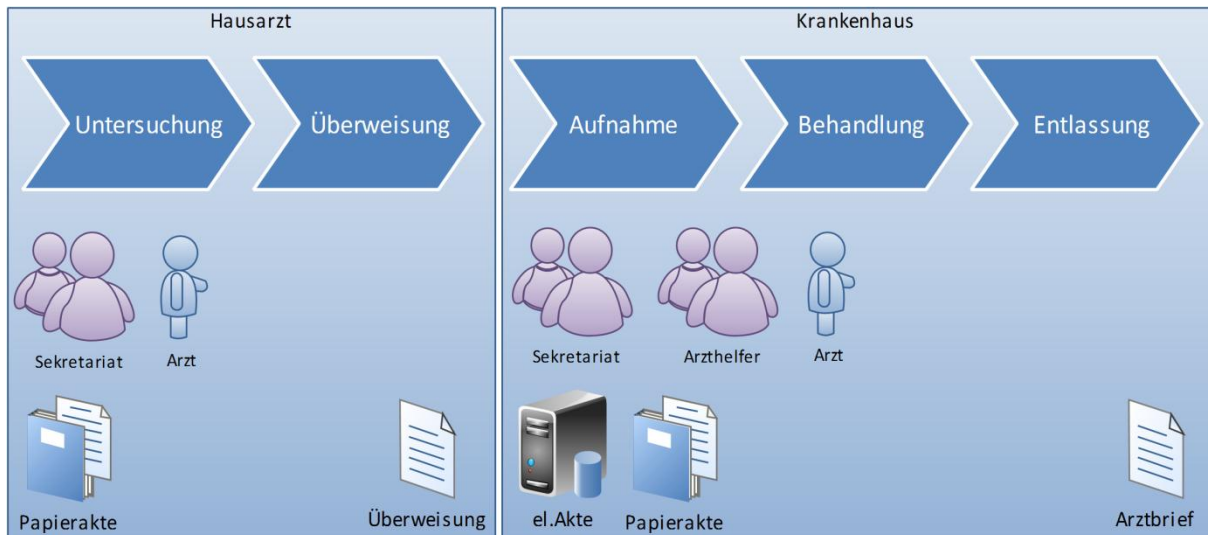 Hausarzt
Untersuchung
Überweisung
Sekretariat
Arzt
Papierakte
Überweisung
Krankenhaus
Aufnahme
Behandlung
Entlassung
Sekretariat
Arzthelfer
Arzt
el.Akte
Papierakte
Arztbrief